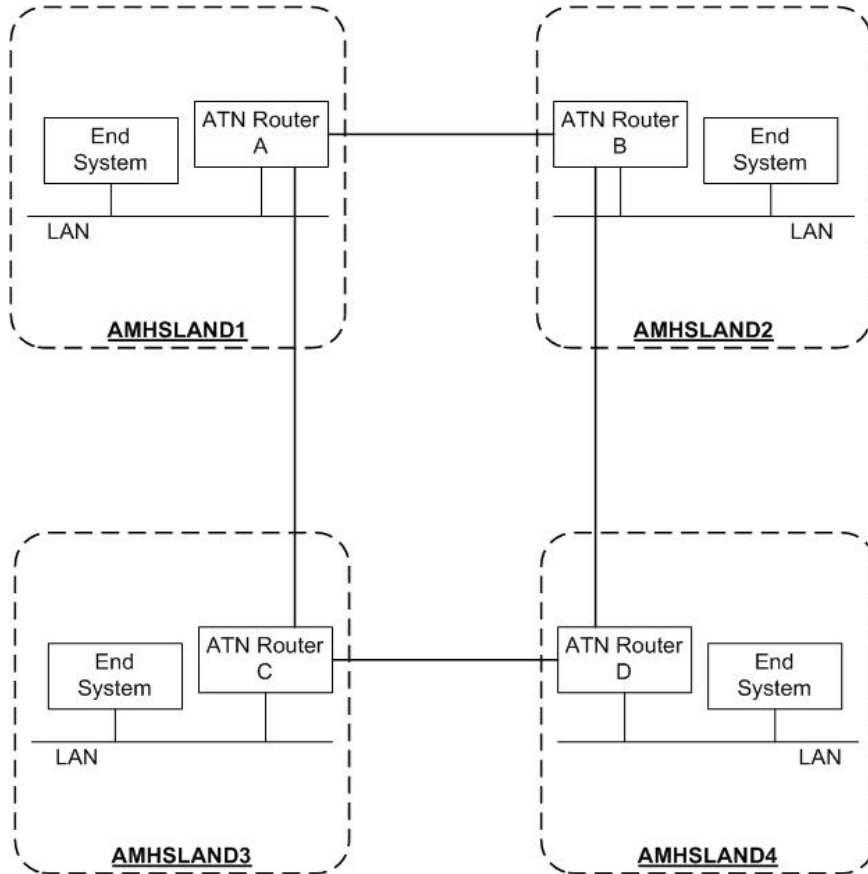 End
System
ATN Router
A
LAN
AMHSLAND1
ATN Router
B
End
System
LAN
AMHSLAND2
End
System
ATN Router
C
LAN
AMHSLAND3
ATN Router
D
End
System
LAN
AMHSLAND4